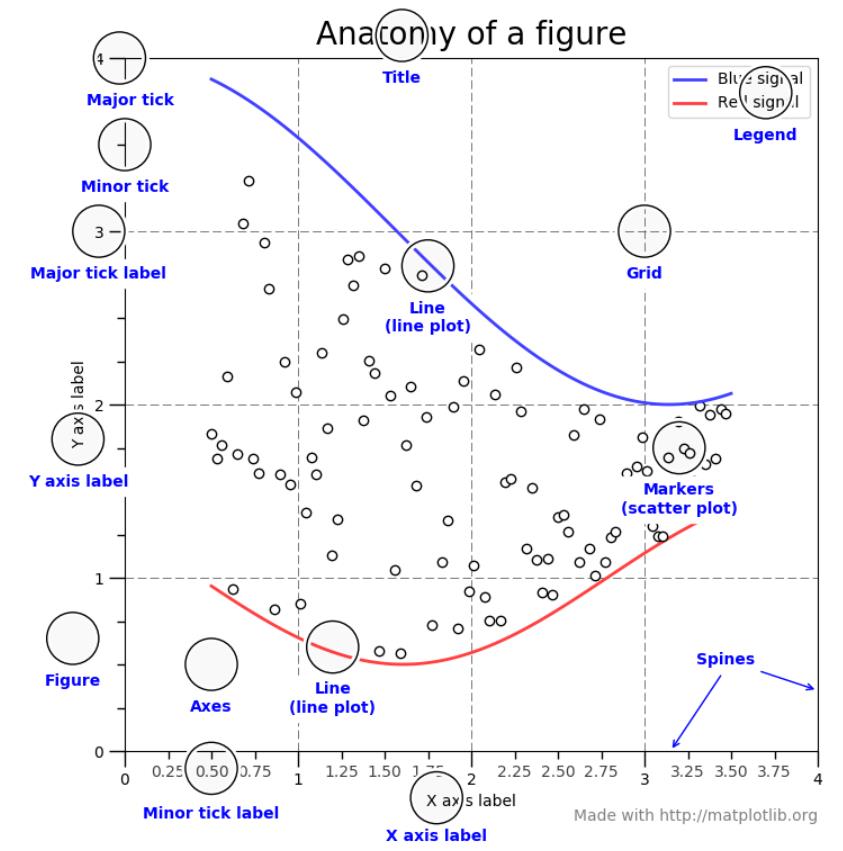 Anatomy of a figure
Title
4
Major tick
Blue signal
Red signal
Legend
Minor tick
3
Major tick label
Grid
Line
(line plot)
2
Y axis label
Y axis label
Markers
(scatter plot)
1
Figure
Axes
Line
(line plot)
Spines
0
0 0.25 0.50 0.75 1 1.25 1.50 2 2.25 2.50 2.75 3 3.25 3.50 3.75 4
Minor tick label
X axis label
X axis label
Made with http://matplotlib.org